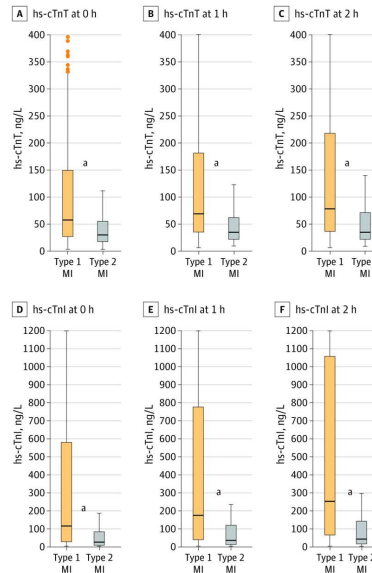 A hs-cTnT at 0 h
hs-cTnT, ng/L
400
350
300
250
200
150
100
50
0
a
Type 1 MI
Type 2 MI
B hs-cTnT at 1 h
hs-cTnT, ng/L
400
350
300
250
200
150
100
50
0
a
Type 1 MI
Type 2 MI
C hs-cTnT at 2 h
hs-cTnT, ng/L
400
350
300
250
200
150
100
50
0
a
Type 1 MI
Type 2 MI
D hs-cTnI at 0 h
hs-cTnI, ng/L
1200
1100
1000
900
800
700
600
500
400
300
200
100
0
a
Type 1 MI
Type 2 MI
E hs-cTnI at 1 h
hs-cTnI, ng/L
1200
1100
1000
900
800
700
600
500
400
300
200
100
0
a
Type 1 MI
Type 2 MI
F hs-cTnI at 2 h
hs-cTnI, ng/L
1200
1100
1000
900
800
700
600
500
400
300
200
100
0
a
Type 1 MI
Type 2 MI